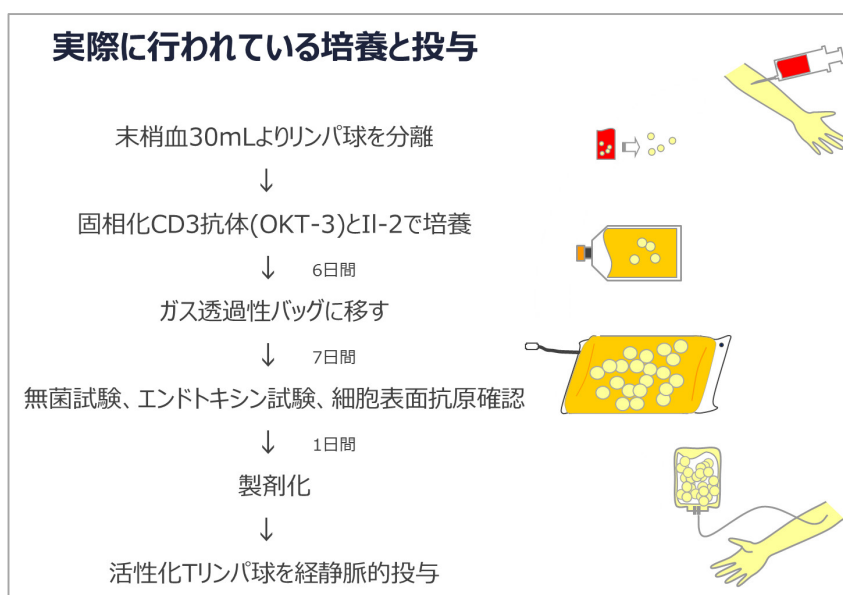 実際に行われている培養と投与
末梢血30mLよりリンパ球を分離
↓
固相化CD3抗体(OKT-3)とIl-2で培養
↓ 6日間
ガス透過性バッグに移す
↓ 7日間
無菌試験、エンドトキシン試験、細胞表面抗原確認
↓ 1日間
製剤化
↓
活性化Tリンパ球を経静脈的投与